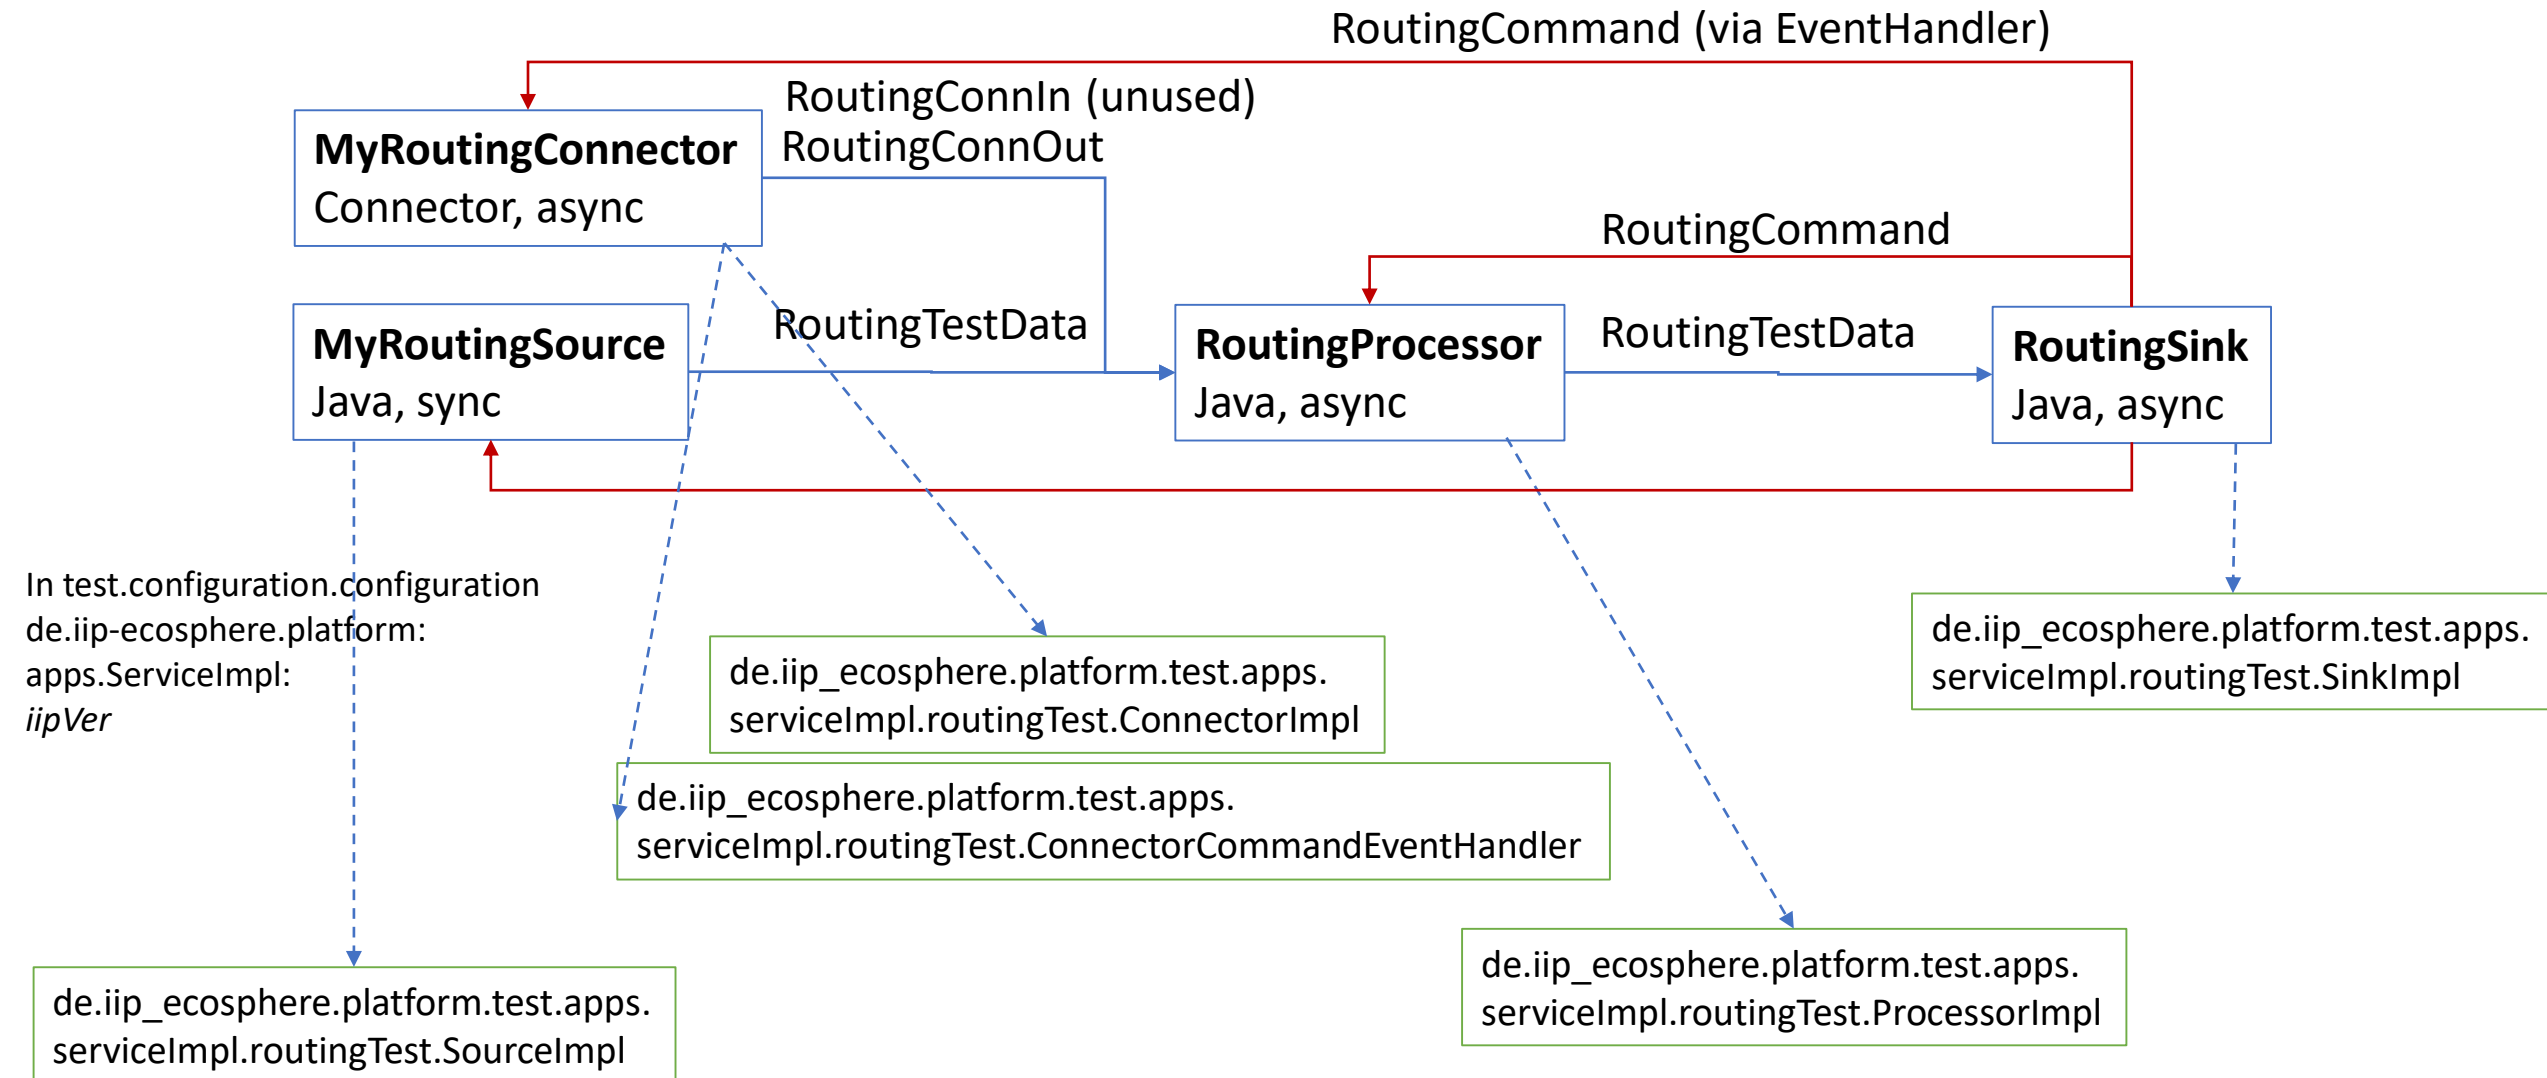 RoutingCommand (via EventHandler)
RoutingConnIn (unused)
RoutingConnOut
MyRoutingConnector
Connector, async
RoutingCommand
MyRoutingSource
Java, sync
RoutingTestData
RoutingProcessor
Java, async
RoutingTestData
RoutingSink
Java, async
In test.configuration.configuration
de.iip-ecosphere.platform:
apps.ServiceImpl:
iipVer
de.iip_ecosphere.platform.test.apps.
serviceImpl.routingTest.SinkImpl
de.iip_ecosphere.platform.test.apps.
serviceImpl.routingTest.ConnectorImpl
de.iip_ecosphere.platform.test.apps.
serviceImpl.routingTest.ConnectorCommandEventHandler
de.iip_ecosphere.platform.test.apps.
serviceImpl.routingTest.ProcessorImpl
de.iip_ecosphere.platform.test.apps.
serviceImpl.routingTest.SourceImpl